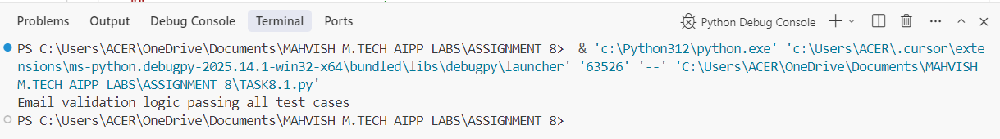 Problems Output Debug Console Terminal Ports Python Debug Console
PS C:\Users\ACER\OneDrive\Documents\MAHVISH M.TECH AIPP LABS\ASSIGNMENT 8> & 'c:\Python312\python.exe' 'c:\Users\ACER\.cursor\exte
nsions\ms-python.debugpy-2025.14.1-win32-x64\bundled\libs\debugpy\launcher' '63526' '--' 'C:\Users\ACER\OneDrive\Documents\MAHVISH
M.TECH AIPP LABS\ASSIGNMENT 8\TASK8.1.py'
Email validation logic passing all test cases
PS C:\Users\ACER\OneDrive\Documents\MAHVISH M.TECH AIPP LABS\ASSIGNMENT 8>